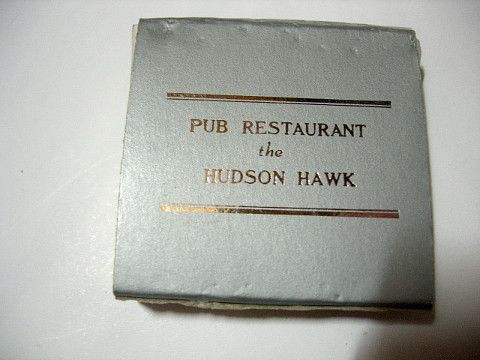 PUB RESTAURANT
the
HUDSON HAWK